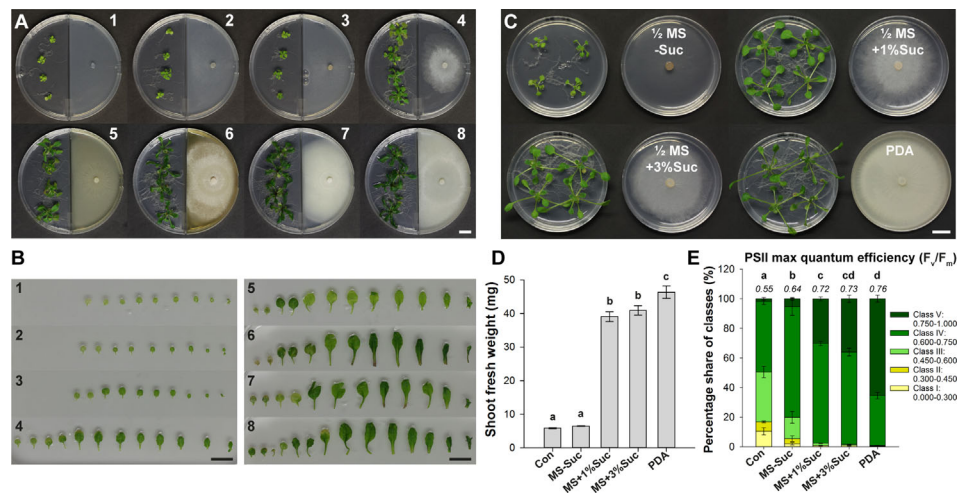 A
1
2
3
4
5
6
7
8
C
½ MS
-Suc
½ MS
+1%Suc
½ MS
+3%Suc
PDA
B
1
2
3
4
5
6
7
8
D
Shoot fresh weight (mg)
50
40
30
20
10
0
a
a
b
b
c
Con
MS-Suc
MS+1%Suc
MS+3%Suc
PDA
E
PSII max quantum efficiency (Fv/Fm)
Percentage share of classes (%)
120
100
80
60
40
20
0
a b c cd d
0.55 0.64 0.72 0.73 0.76
Con
MS-Suc
MS+1%Suc
MS+3%Suc
PDA
Class V:
0.750-1.000
Class IV:
0.600-0.750
Class III:
0.450-0.600
Class II:
0.300-0.450
Class I:
0.000-0.300